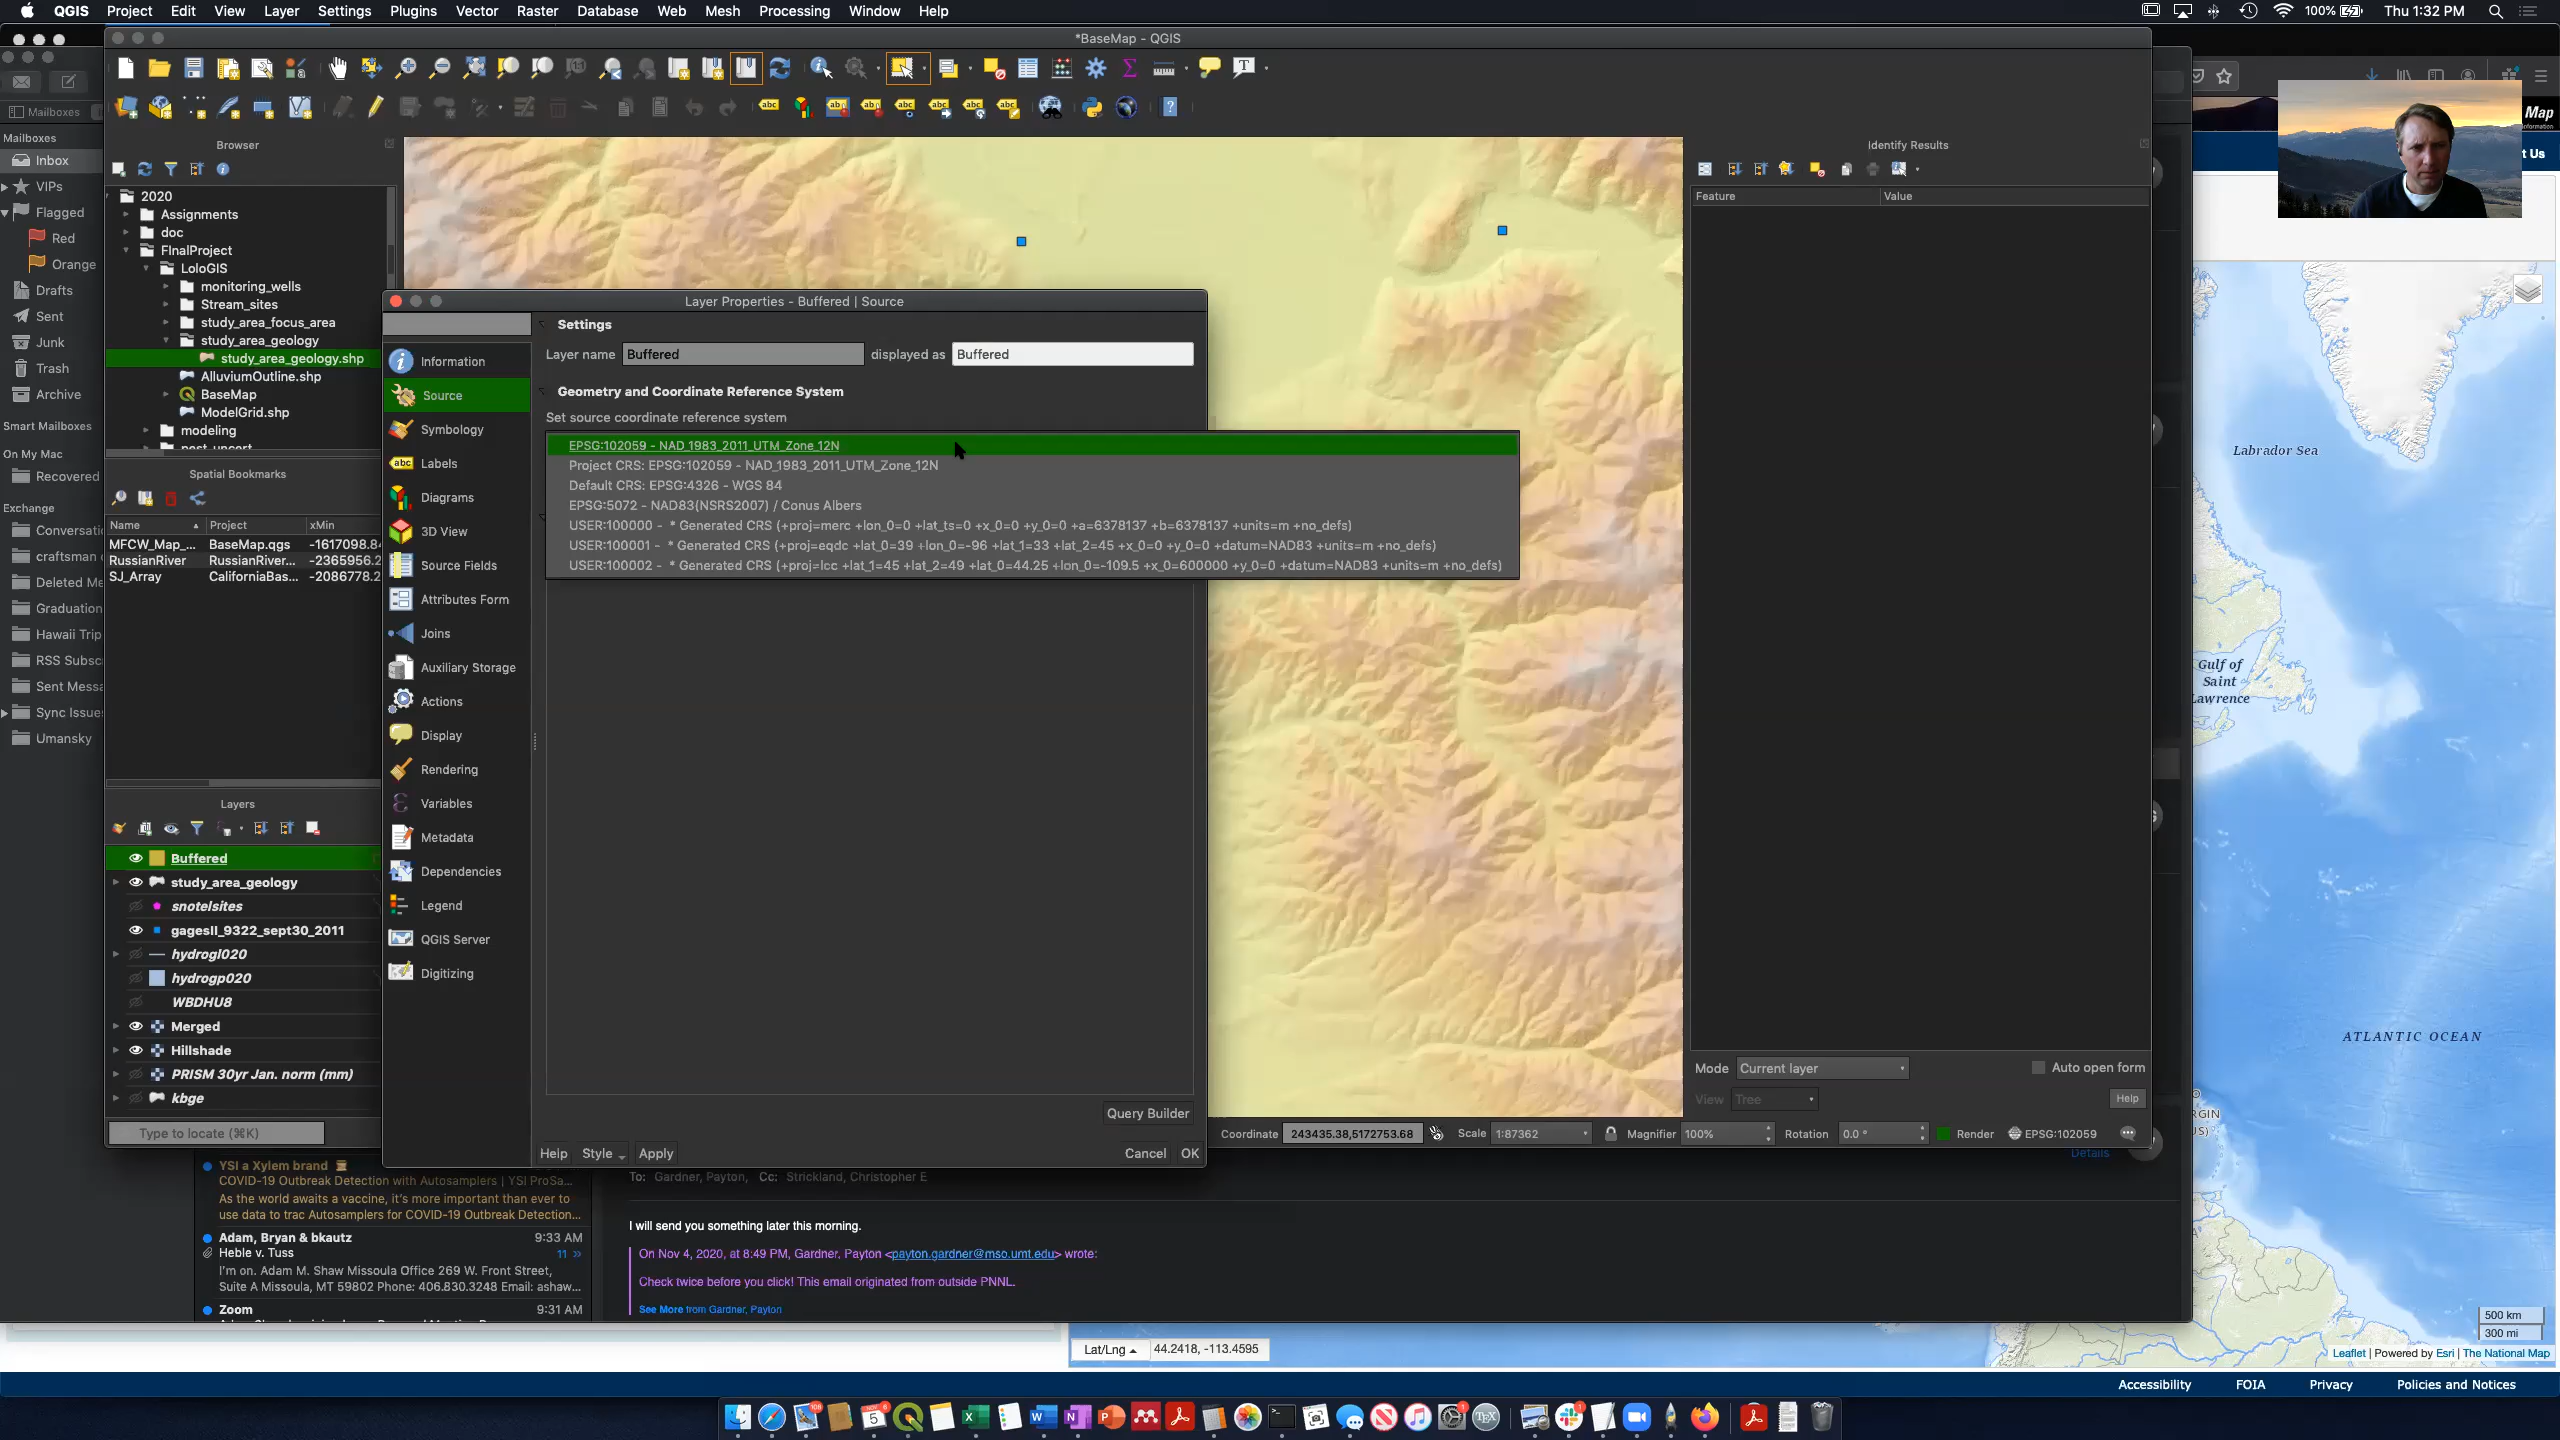 QGIS Project Edit View Layer Settings Plugins Vector Raster Database Web Mesh Processing Window Help
100% Thu 1:32 PM
*BaseMap - QGIS
Mailboxes
Browser
Identify Results
Map
Mailboxes
Inbox
VIPs
Flagged
Red
Orange
Drafts
Sent
Junk
Trash
Archive
Smart Mailboxes
On My Mac
Recovered
Exchange
Conversati
craftsman
Deleted Me
Graduation
Hawaii Trip
RSS Subsc
Sent Messa
Sync Issue
Umansky
2020
Assignments
doc
FInalProject
LoloGIS
monitoring_wells
Stream_sites
study_area_focus_area
study_area_geology
study_area_geology.shp
AlluviumOutline.shp
BaseMap
ModelGrid.shp
modeling
Spatial Bookmarks
Name Project xMin
MFCW_Map_... BaseMap.qgs -1617098.84
RussianRiver RussianRiver... -2365956.2
SJ_Array CaliforniaBas... -2086778.2
Layers
Buffered
study_area_geology
snotelsites
gagesII_9322_sept30_2011
hydrogl020
hydrogp020
WBDHU8
Merged
Hillshade
PRISM 30yr Jan. norm (mm)
kbge
Type to locate (⌘K)
Layer Properties - Buffered | Source
Information
Source
Symbology
Labels
Diagrams
3D View
Source Fields
Attributes Form
Joins
Auxiliary Storage
Actions
Display
Rendering
Variables
Metadata
Dependencies
Legend
QGIS Server
Digitizing
Settings
Layer name Buffered displayed as Buffered
Geometry and Coordinate Reference System
Set source coordinate reference system
EPSG:102059 - NAD_1983_2011_UTM_Zone_12N
Project CRS: EPSG:102059 - NAD_1983_2011_UTM_Zone_12N
Default CRS: EPSG:4326 - WGS 84
EPSG:5072 - NAD83(NSRS2007) / Conus Albers
USER:100000 - * Generated CRS (+proj=merc +lon_0=0 +lat_ts=0 +x_0=0 +y_0=0 +a=6378137 +b=6378137 +units=m +no_defs)
USER:100001 - * Generated CRS (+proj=eqdc +lat_0=39 +lon_0=-96 +lat_1=33 +lat_2=45 +x_0=0 +y_0=0 +datum=NAD83 +units=m +no_defs)
USER:100002 - * Generated CRS (+proj=lcc +lat_1=45 +lat_2=49 +lat_0=44.25 +lon_0=-109.5 +x_0=600000 +y_0=0 +datum=NAD83 +units=m +no_defs)
Query Builder
Help Style Apply Cancel OK
Feature Value
Mode Current layer Auto open form
View Tree Help
Coordinate 243435.38,5172753.68 Scale 1:87362 Magnifier 100% Rotation 0.0 ° Render EPSG:102059
Details
t Us
Labrador Sea
Gulf of
Saint
Lawrence
ATLANTIC OCEAN
500 km
300 mi
Leaflet | Powered by Esri | The National Map
YSI a Xylem brand
COVID-19 Outbreak Detection with Autosamplers | YSI ProSa...
As the world awaits a vaccine, it's more important than ever to
use data to trac Autosamplers for COVID-19 Outbreak Detection...
Adam, Bryan & bkautz 9:33 AM
Heble v. Tuss 11 »
I'm on. Adam M. Shaw Missoula Office 269 W. Front Street,
Suite A Missoula, MT 59802 Phone: 406.830.3248 Email: ashaw...
Zoom 9:31 AM
To: Gardner, Payton, Cc: Strickland, Christopher E
I will send you something later this morning.
On Nov 4, 2020, at 8:49 PM, Gardner, Payton <payton.gardner@mso.umt.edu> wrote:
Check twice before you click! This email originated from outside PNNL.
See More from Gardner, Payton
Lat/Lng 44.2418, -113.4595
Accessibility FOIA Privacy Policies and Notices